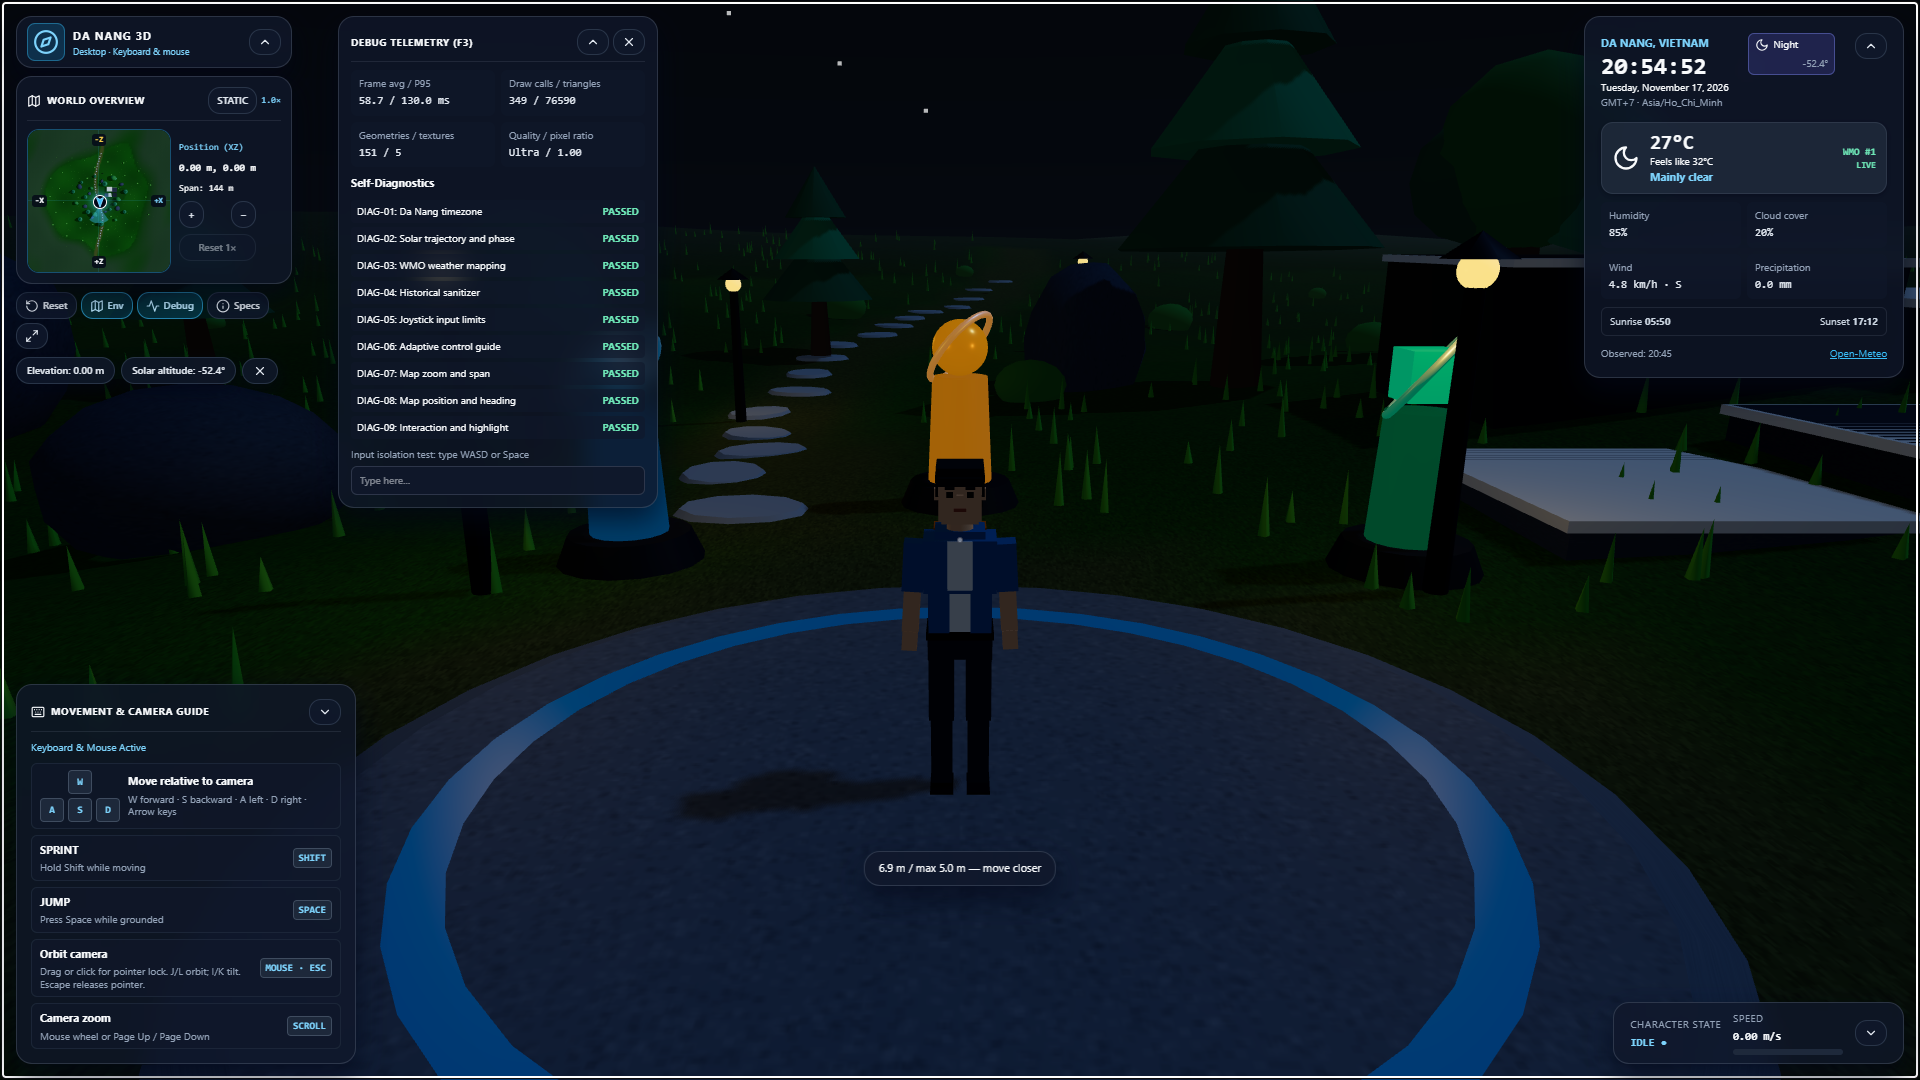 DA NANG 3D
Desktop · Keyboard & mouse
WORLD OVERVIEW
STATIC
1.0×
-Z
-X
+X
+Z
Position (XZ)
0.00 m, 0.00 m
Span: 144 m
+
−
Reset 1×
Reset
Env
Debug
Specs
Elevation: 0.00 m
Solar altitude: -52.4°
DEBUG TELEMETRY (F3)
Frame avg / P95
58.7 / 130.0 ms
Draw calls / triangles
349 / 76590
Geometries / textures
151 / 5
Quality / pixel ratio
Ultra / 1.00
Self-Diagnostics
DIAG-01: Da Nang timezone PASSED
DIAG-02: Solar trajectory and phase PASSED
DIAG-03: WMO weather mapping PASSED
DIAG-04: Historical sanitizer PASSED
DIAG-05: Joystick input limits PASSED
DIAG-06: Adaptive control guide PASSED
DIAG-07: Map zoom and span PASSED
DIAG-08: Map position and heading PASSED
DIAG-09: Interaction and highlight PASSED
Input isolation test: type WASD or Space
Type here...
DA NANG, VIETNAM
20:54:52
Tuesday, November 17, 2026
GMT+7 · Asia/Ho_Chi_Minh
Night
-52.4°
27°C
Feels like 32°C
Mainly clear
WMO #1
LIVE
Humidity
85%
Cloud cover
20%
Wind
4.8 km/h · S
Precipitation
0.0 mm
Sunrise 05:50
Sunset 17:12
Observed: 20:45
Open-Meteo
MOVEMENT & CAMERA GUIDE
Keyboard & Mouse Active
W
A
S
D
Move relative to camera
W forward · S backward · A left · D right ·
Arrow keys
SPRINT
Hold Shift while moving
SHIFT
JUMP
Press Space while grounded
SPACE
Orbit camera
Drag or click for pointer lock. J/L orbit; I/K tilt.
Escape releases pointer.
MOUSE · ESC
Camera zoom
Mouse wheel or Page Up / Page Down
SCROLL
6.9 m / max 5.0 m — move closer
CHARACTER STATE
IDLE
SPEED
0.00 m/s